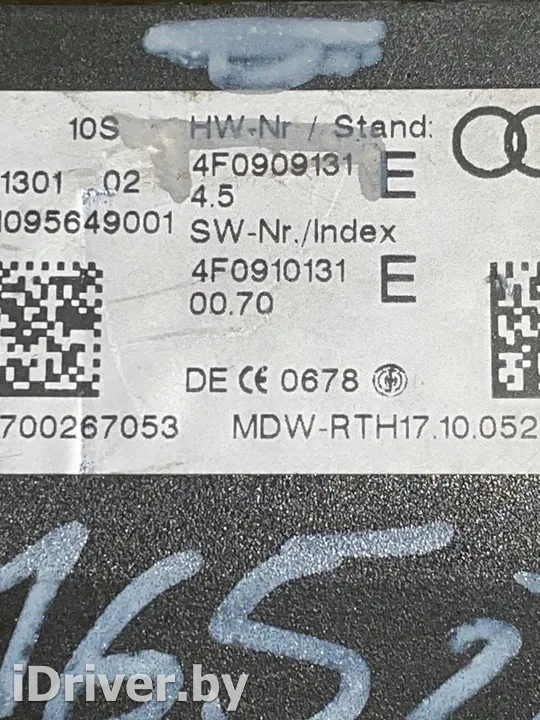 10S HW-Nr / Stand:
1301 02 4F0909131 E
4.5
095649001 SW-Nr./Index
4F0910131 E
00.70
DE CE 0678
700267053 MDW-RTH17.10.052
165
iDriver.by